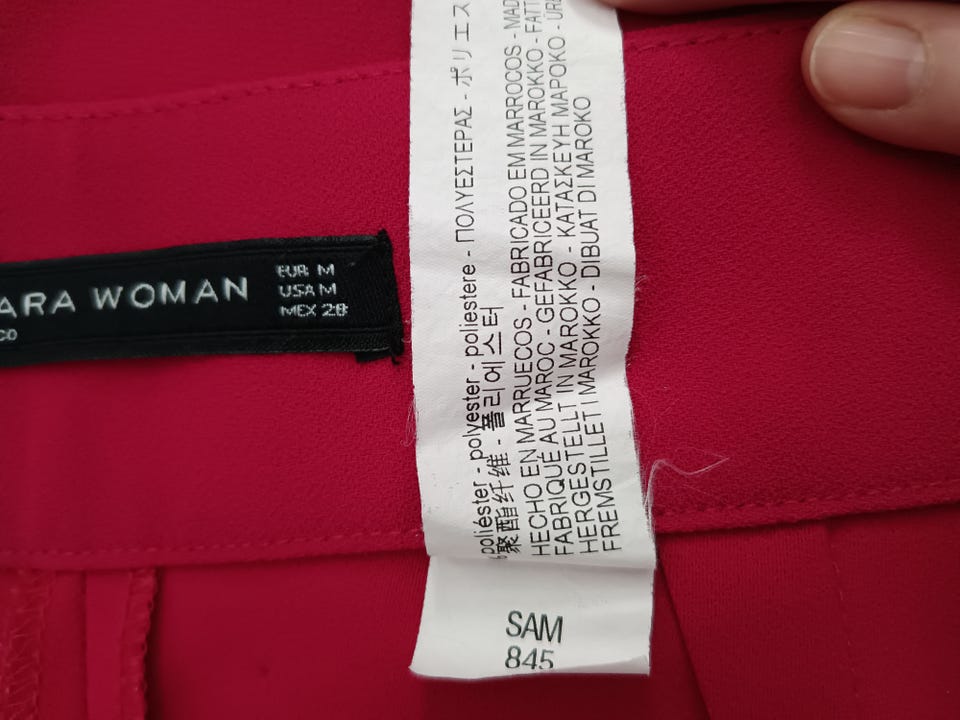 ARA WOMAN
EUR M
USA M
MEX 28
CO
poliéster - polyester - poliestere - ΠΟΛΥΕΣΤΕΡΑΣ - ポリエス
聚酯纤维 - 폴리에스터
HECHO EN MARRUECOS - FABRICADO EM MARROCOS - MAD
FABRIQUÉ AU MAROC - GEFABRICEERD IN MAROKKO - FATT
HERGESTELLT IN MAROKKO - ΚΑΤΑΣΚΕΥΗ ΜΑΡΟΚΟ - UR
FREMSTILLET I MAROKKO - DIBUAT DI MAROKO
SAM
845